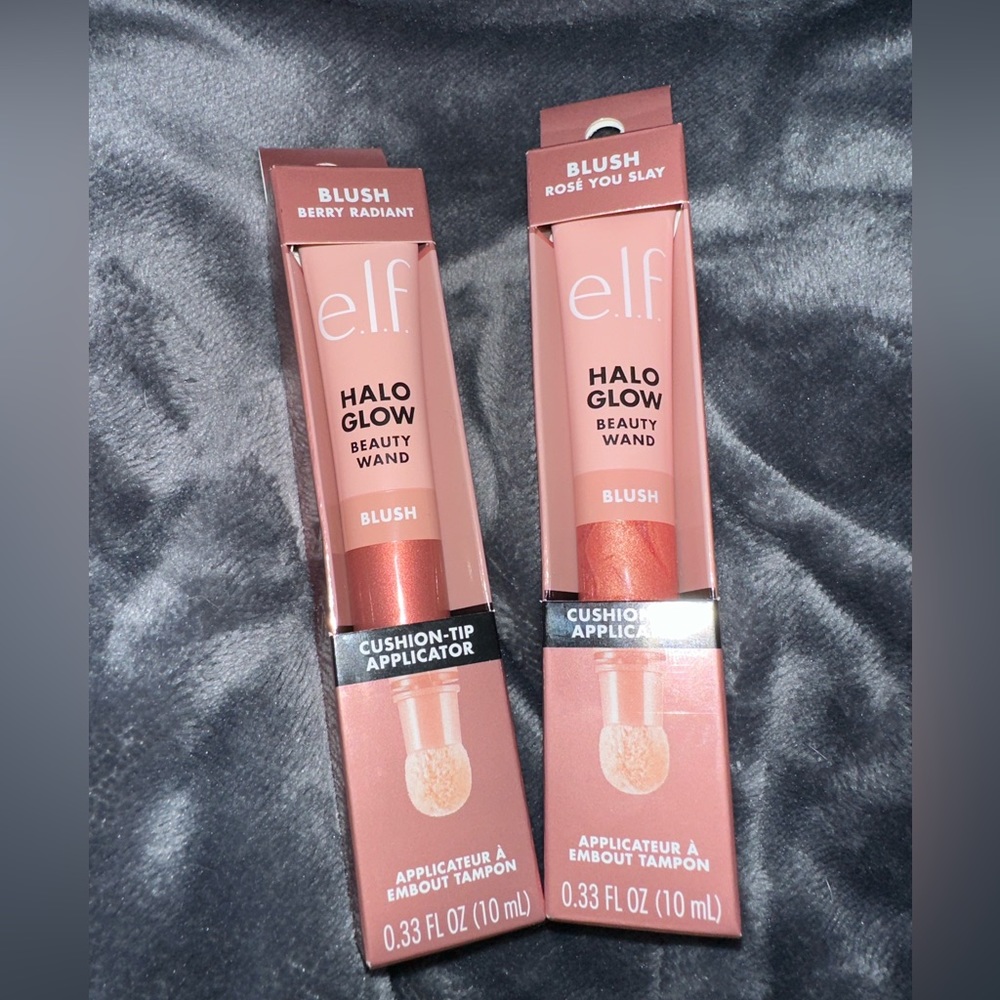 BLUSH
BERRY RADIANT
e.l.f.
HALO
GLOW
BEAUTY
WAND
BLUSH
CUSHION-TIP
APPLICATOR
APPLICATEUR À
EMBOUT TAMPON
0.33 FL OZ (10 mL)
BLUSH
ROSÉ YOU SLAY
e.l.f.
HALO
GLOW
BEAUTY
WAND
BLUSH
APPLICATEUR À
EMBOUT TAMPON
0.33 FL OZ (10 mL)